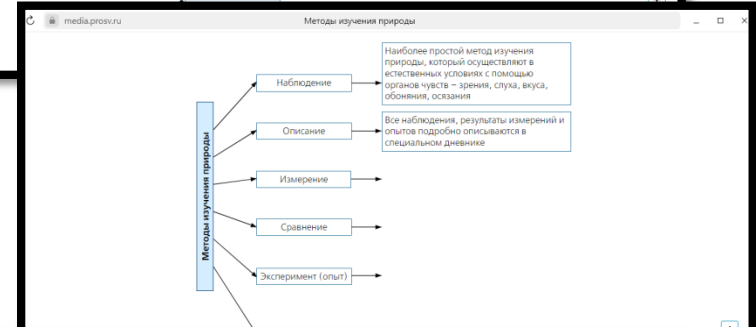 media.prosv.ru
Методы изучения природы
Наиболее простой метод изучения
природы, который осуществляют в
естественных условиях с помощью
органов чувств – зрения, слуха, вкуса,
обоняния, осязания
Наблюдение
Все наблюдения, результаты измерений и
опытов подробно описываются в
специальном дневнике
Описание
Методы изучения природы
Измерение
Сравнение
Эксперимент (опыт)